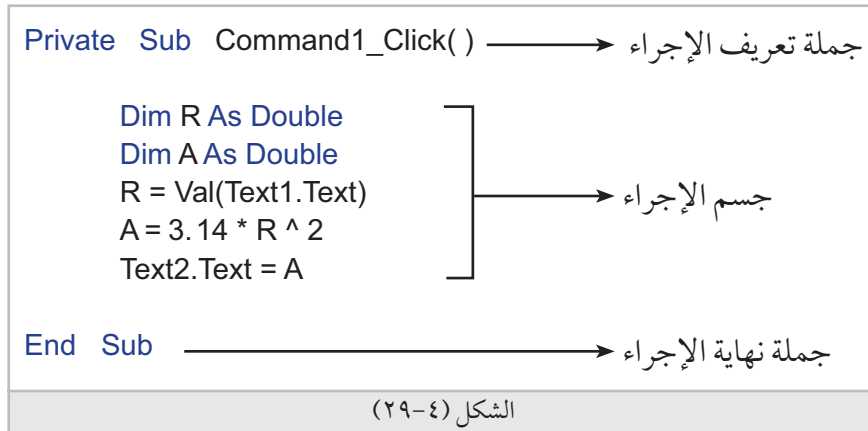 Private Sub Command1_Click( ) جملة تعريف الإجراء
Dim R As Double
Dim A As Double
R = Val(Text1.Text)
جسم الإجراء
A = 3.14 * R ^ 2
Text2.Text = A
End Sub جملة نهاية الإجراء
الشكل (٤-٢٩)